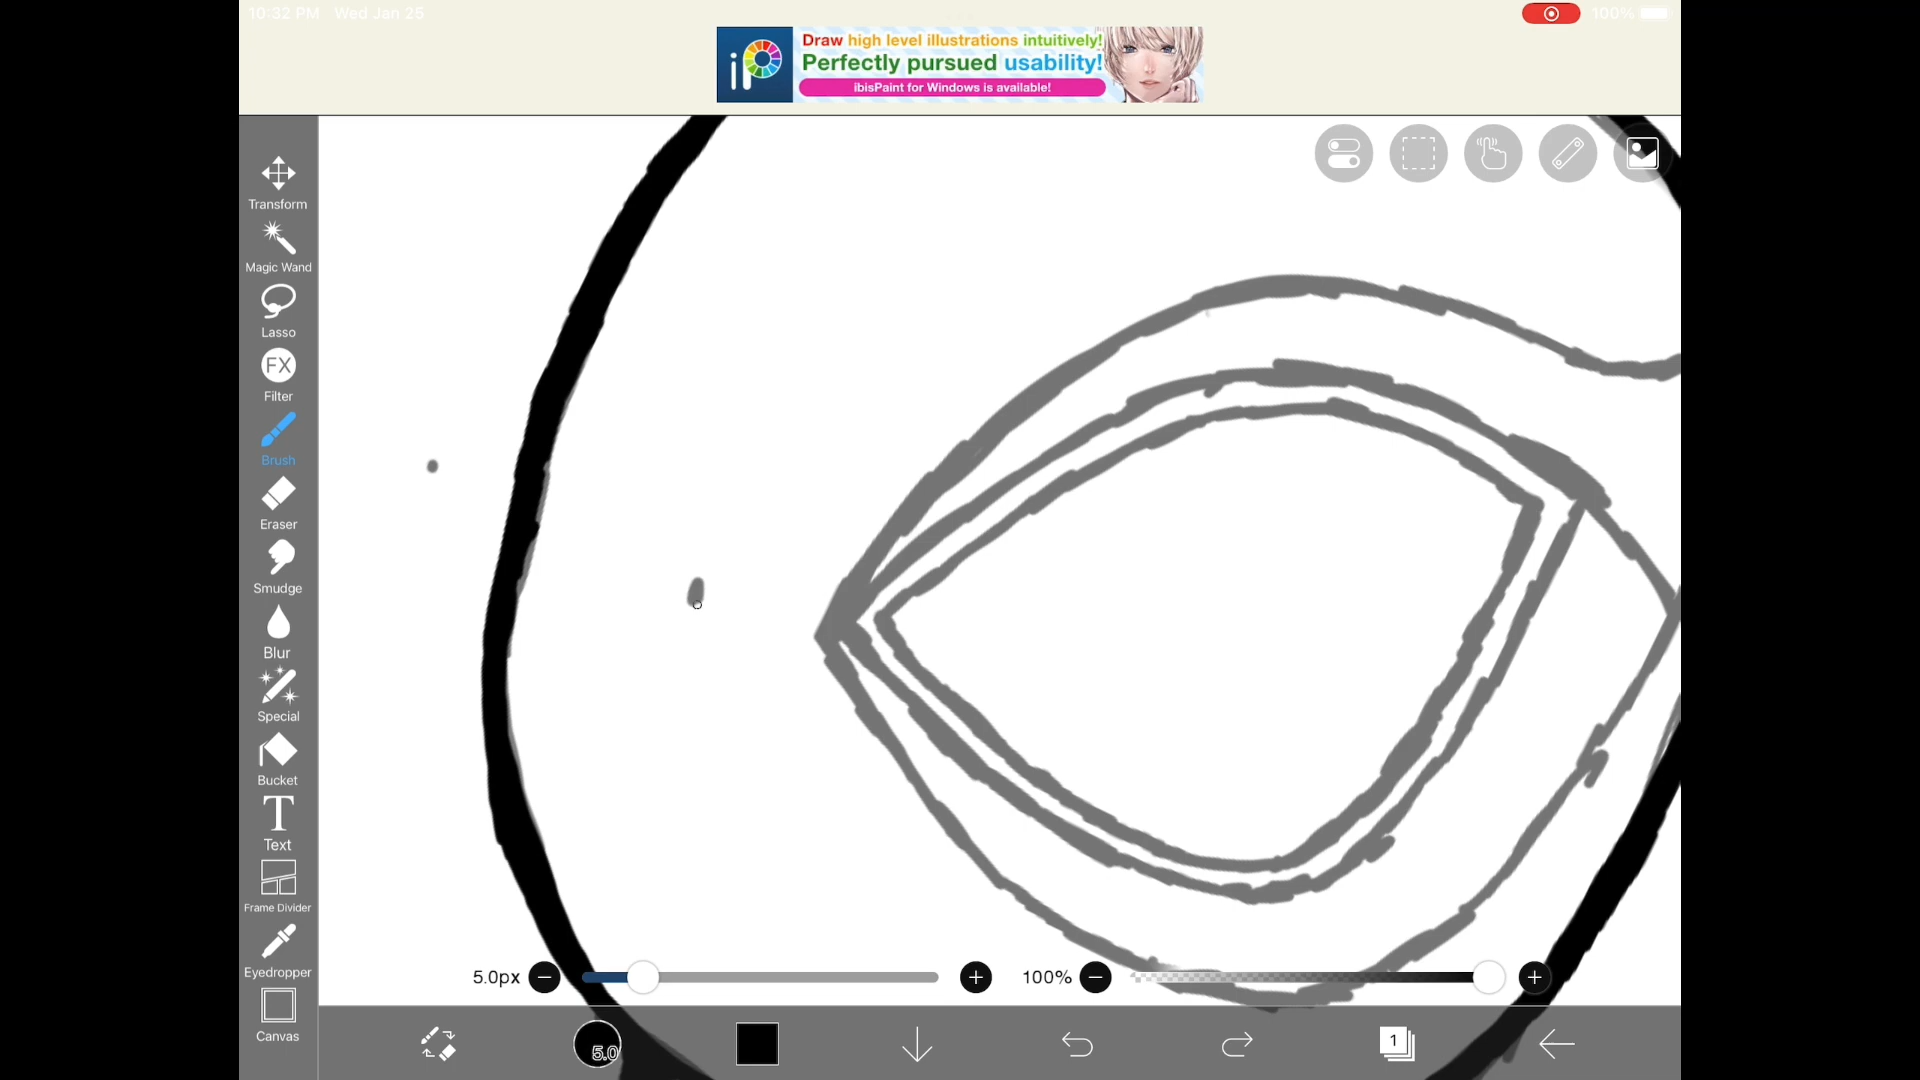 10:32 PM Wed Jan 25
100%
iP
Draw high level illustrations intuitively!
Perfectly pursued usability!
ibisPaint for Windows is available!
Transform
Magic Wand
Lasso
FX
Filter
Brush
Eraser
Smudge
Blur
Special
Bucket
T
Text
Frame Divider
Eyedropper
Canvas
5.0px
100%
5.0
1